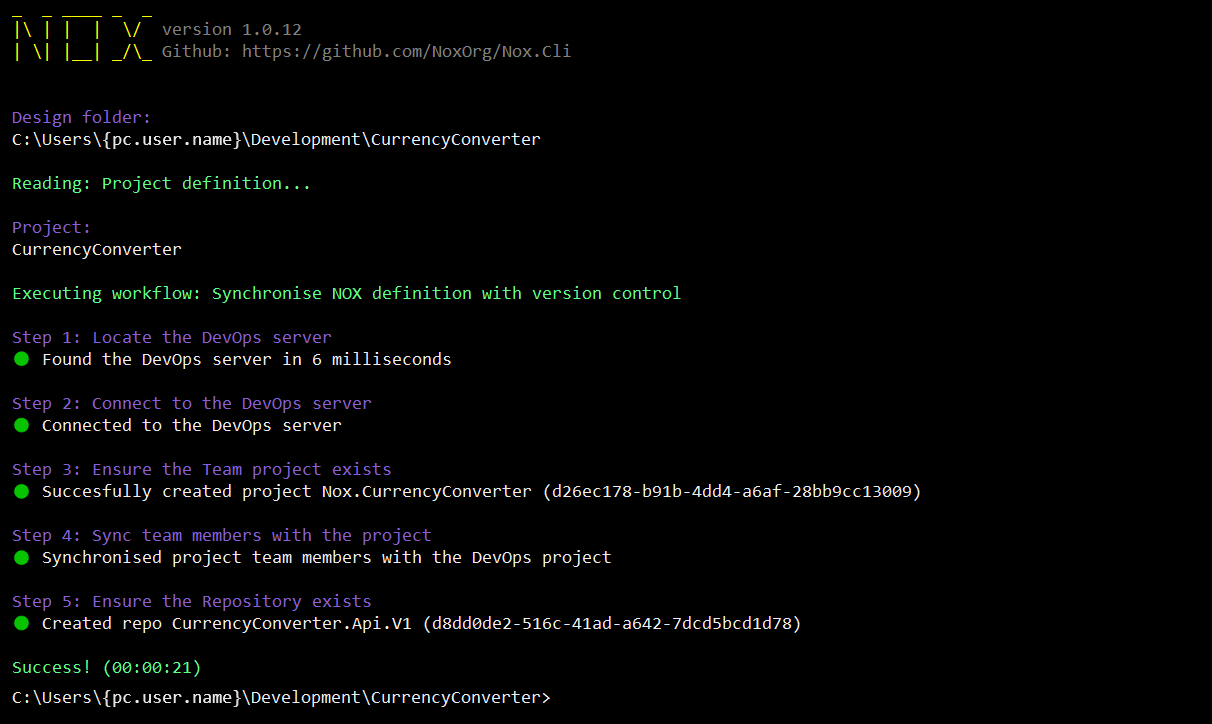 NOX version 1.0.12
Github: https://github.com/NoxOrg/Nox.Cli
Design folder:
C:\Users\{pc.user.name}\Development\CurrencyConverter
Reading: Project definition...
Project:
CurrencyConverter
Executing workflow: Synchronise NOX definition with version control
Step 1: Locate the DevOps server
Found the DevOps server in 6 milliseconds
Step 2: Connect to the DevOps server
Connected to the DevOps server
Step 3: Ensure the Team project exists
Succesfully created project Nox.CurrencyConverter (d26ec178-b91b-4dd4-a6af-28bb9cc13009)
Step 4: Sync team members with the project
Synchronised project team members with the DevOps project
Step 5: Ensure the Repository exists
Created repo CurrencyConverter.Api.V1 (d8dd0de2-516c-41ad-a642-7dcd5bcd1d78)
Success! (00:00:21)
C:\Users\{pc.user.name}\Development\CurrencyConverter>